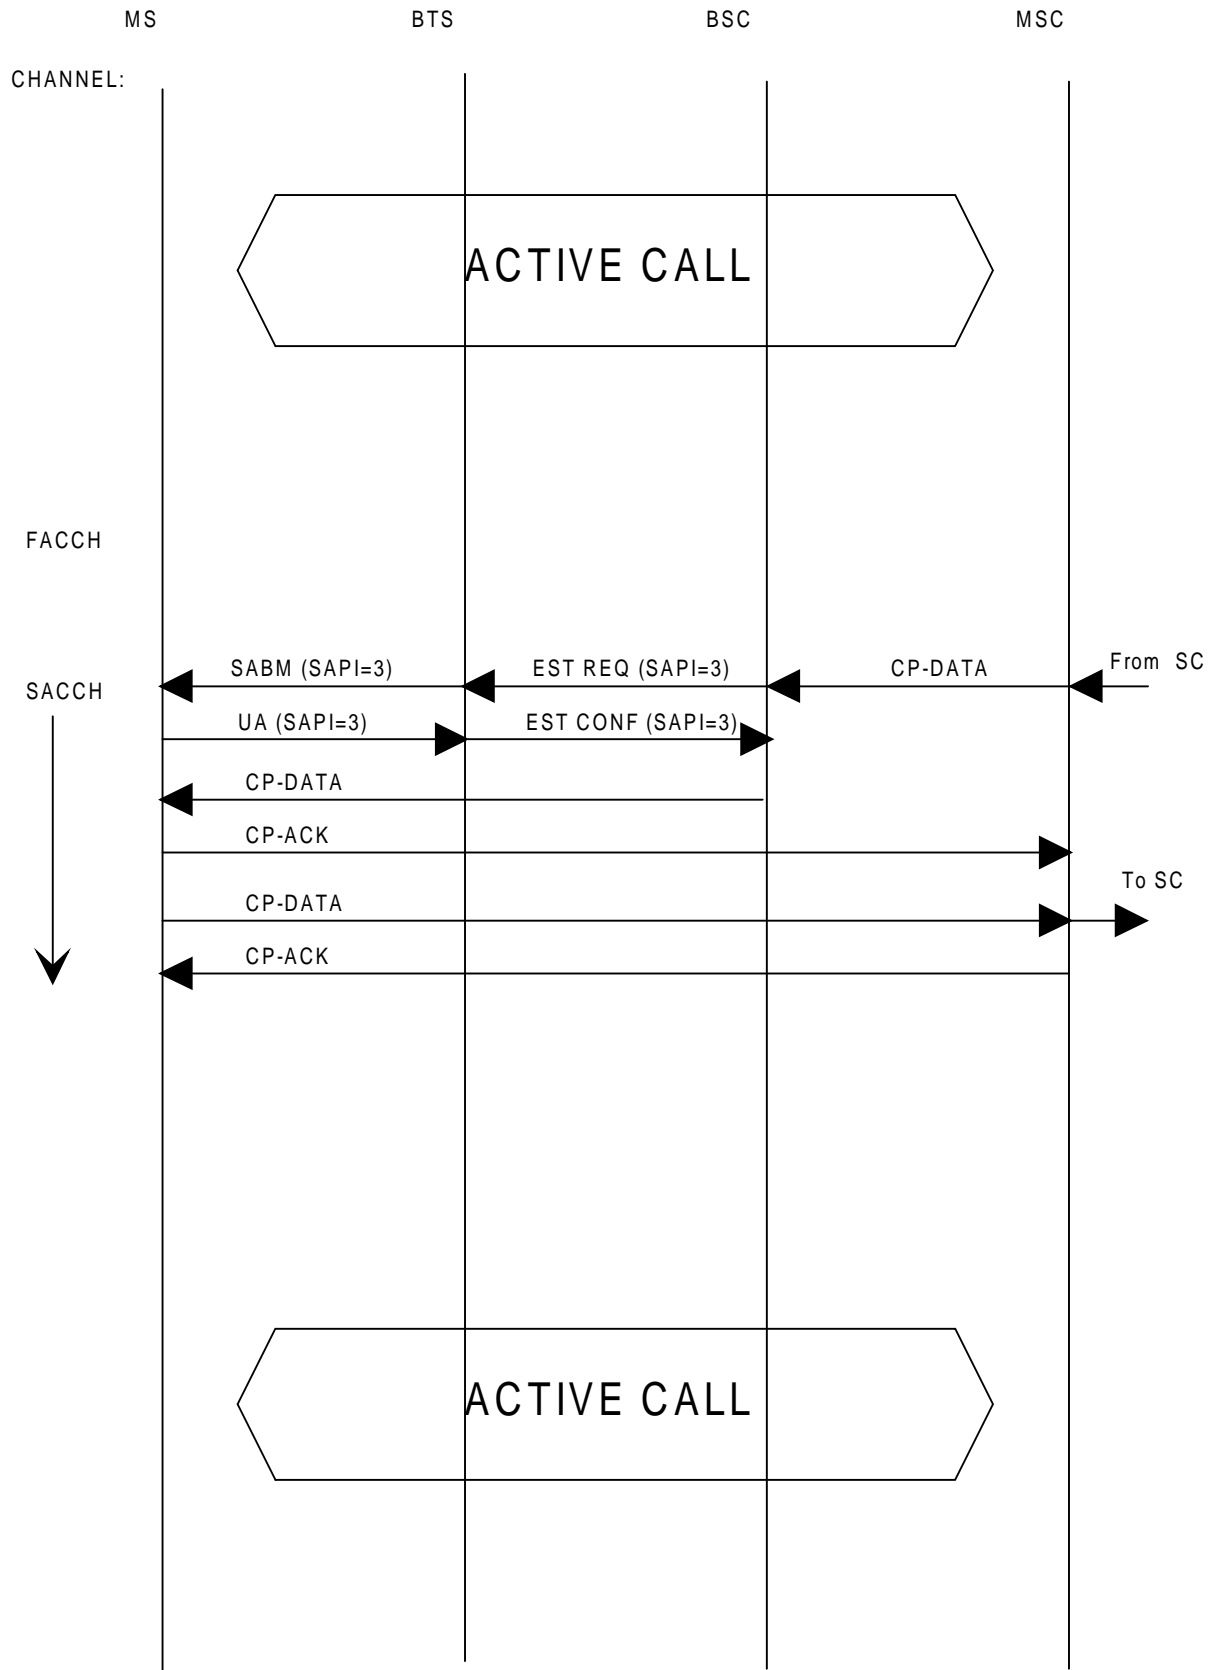 MS BTS BSC MSC
CHANNEL:
ACTIVE CALL
FACCH
SACCH
SABM (SAPI=3) EST REQ (SAPI=3) CP-DATA From SC
UA (SAPI=3) EST CONF (SAPI=3)
CP-DATA
CP-ACK
To SC
CP-DATA
CP-ACK
ACTIVE CALL